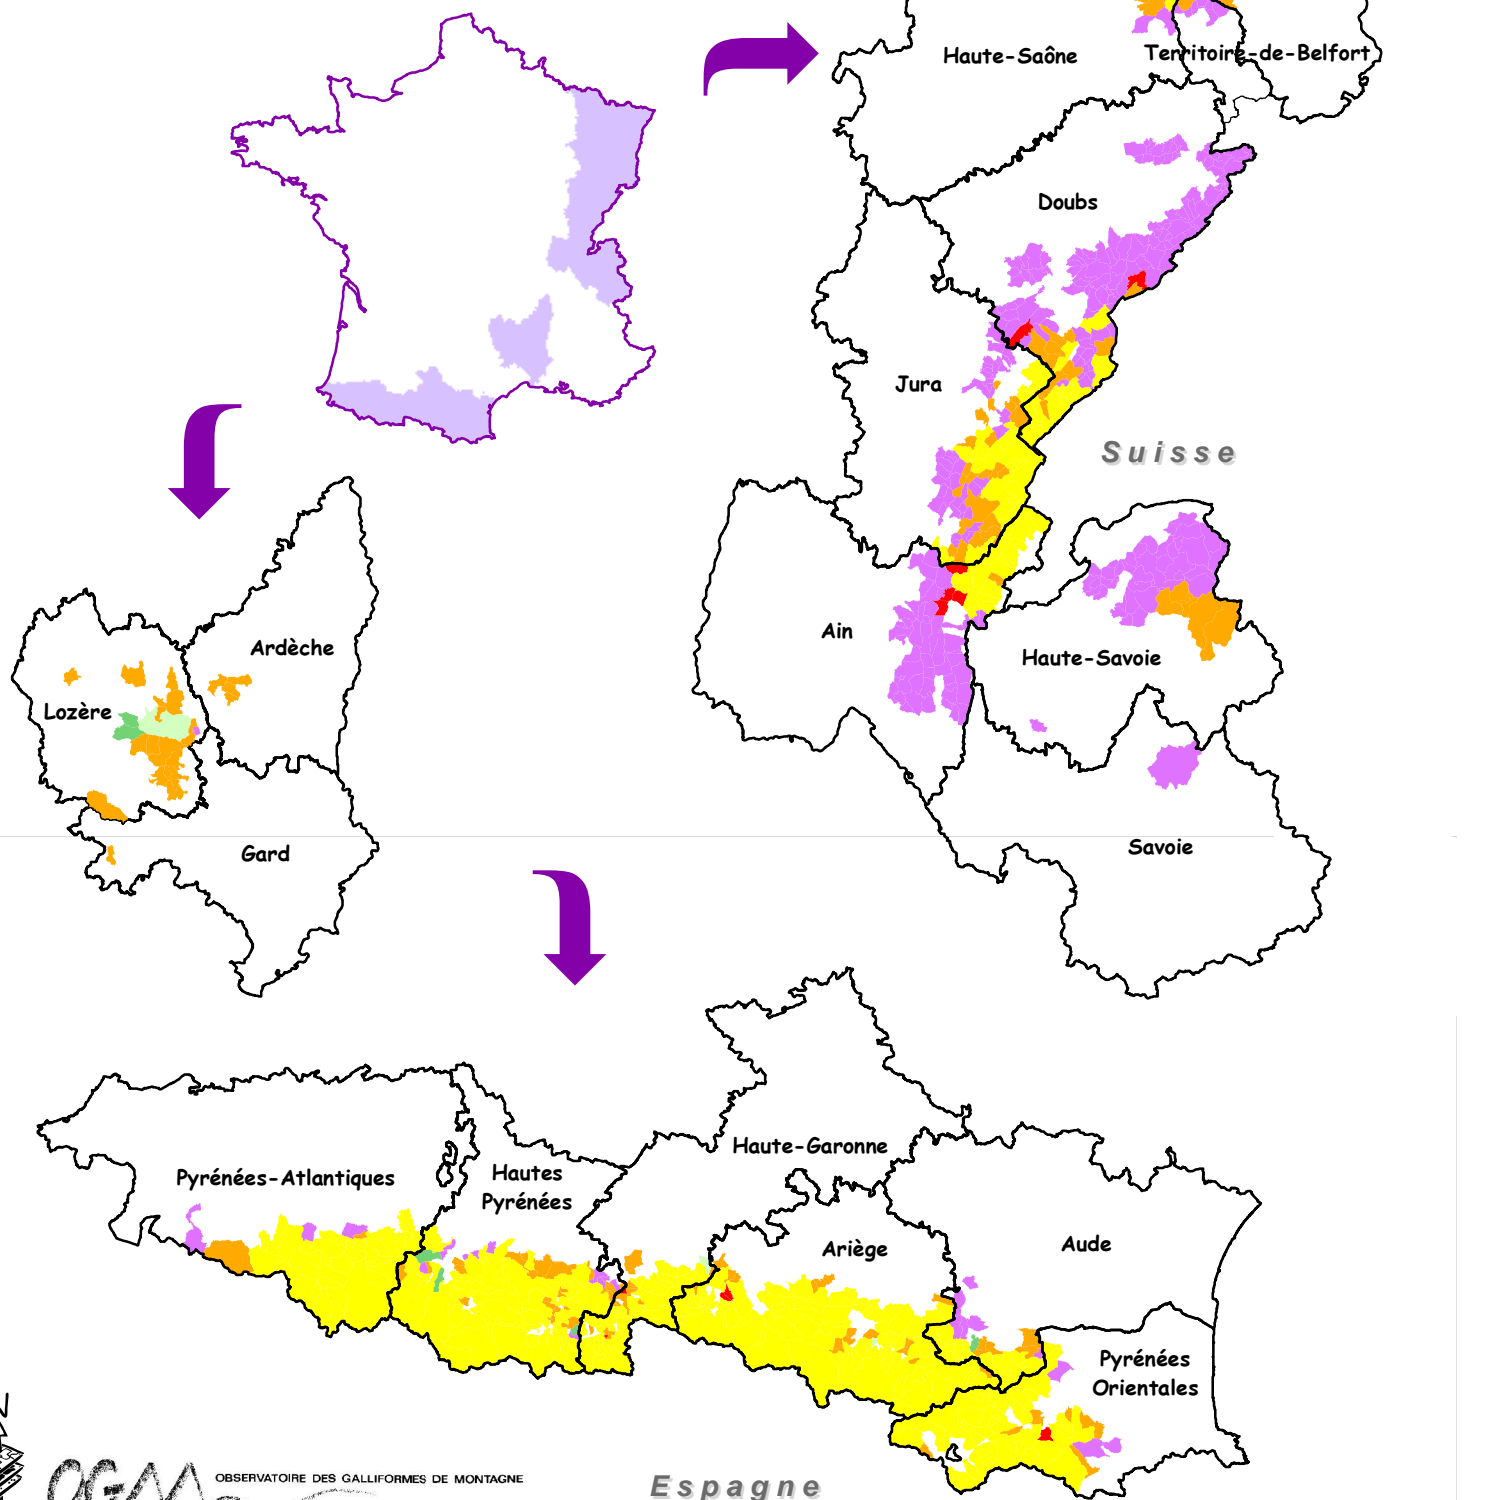 Haute-Saône
Territoire-de-Belfort
Doubs
Jura
Suisse
Ain
Haute-Savoie
Savoie
Ardèche
Lozère
Gard
Haute-Garonne
Pyrénées-Atlantiques
Hautes
Pyrénées
Ariège
Aude
Pyrénées
Orientales
OGM
OBSERVATOIRE DES GALLIFORMES DE MONTAGNE
Espagne